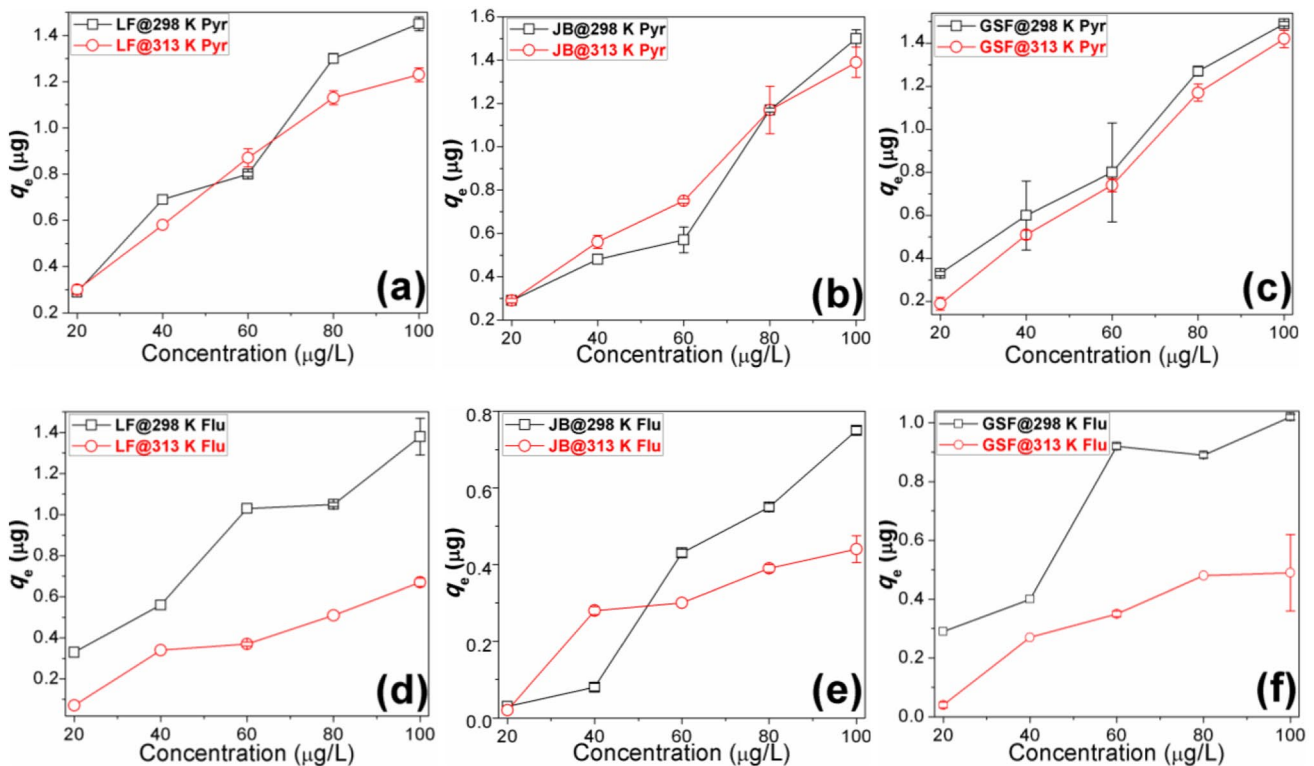 LF@298 K Pyr
LF@313 K Pyr
1.4
1.2
1.0
0.8
0.6
0.4
0.2
qe (μg)
(a)
20 40 60 80 100
Concentration (μg/L)
JB@298 K Pyr
JB@313 K Pyr
1.6
1.4
1.2
1.0
0.8
0.6
0.4
0.2
qe (μg)
(b)
20 40 60 80 100
Concentration (μg/L)
GSF@298 K Pyr
GSF@313 K Pyr
1.4
1.2
1.0
0.8
0.6
0.4
0.2
qe (μg)
(c)
20 40 60 80 100
Concentration (μg/L)
LF@298 K Flu
LF@313 K Flu
1.4
1.2
1.0
0.8
0.6
0.4
0.2
qe (μg)
(d)
20 40 60 80 100
Concentration (μg/L)
JB@298 K Flu
JB@313 K Flu
0.8
0.6
0.4
0.2
0.0
qe (μg)
(e)
20 40 60 80 100
Concentration (μg/L)
GSF@298 K Flu
GSF@313 K Flu
1.0
0.8
0.6
0.4
0.2
0.0
qe (μg)
(f)
20 40 60 80 100
Concentration (μg/L)